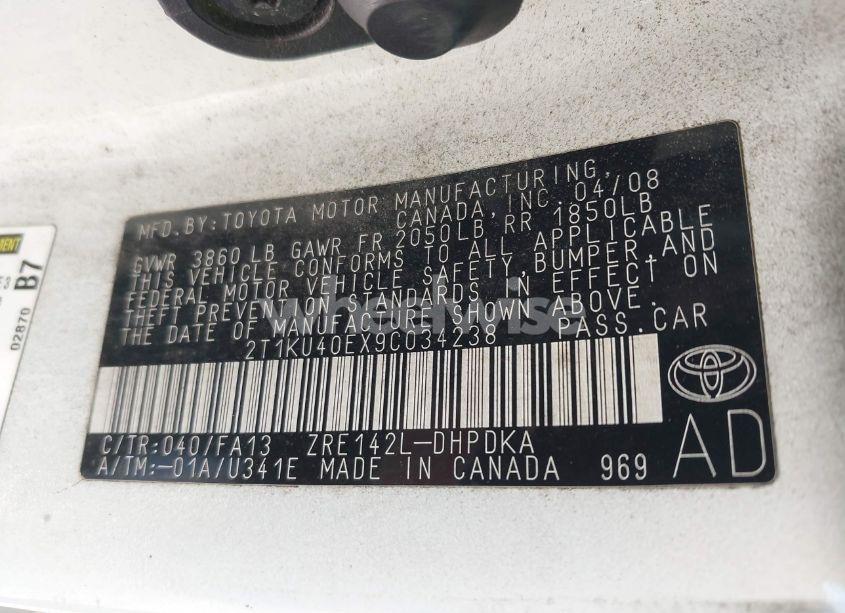 MFD.BY:TOYOTA MOTOR MANUFACTURING,
CANADA,INC. 04/08
GVWR 3860 LB GAWR FR 2050LB,RR 1850LB
THIS VEHICLE CONFORMS TO ALL APPLICABLE
FEDERAL MOTOR VEHICLE SAFETY,BUMPER,AND
THEFT PREVENTION STANDARDS IN EFFECT ON
THE DATE OF MANUFACTURE SHOWN ABOVE.
2T1KU40EX9C034238 PASS.CAR
C/TR:040/FA13 ZRE142L-DHPDKA
A/TM:-01A/U341E MADE IN CANADA 969
AD
02870
B7
wheelwise